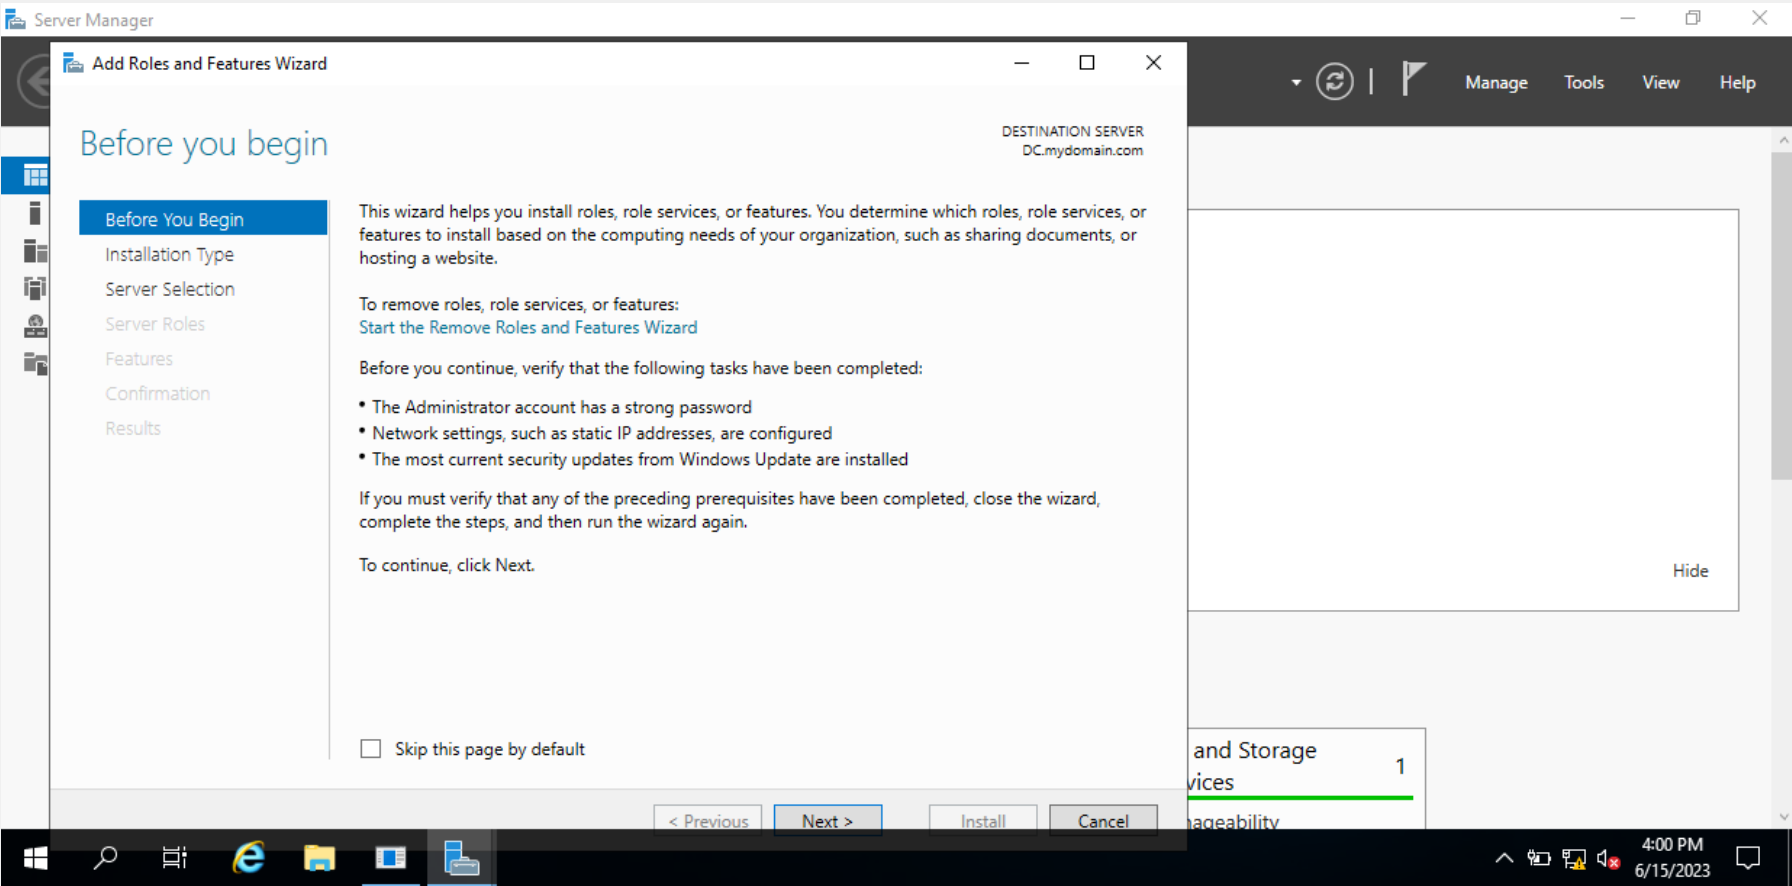 Server Manager
Add Roles and Features Wizard
Manage Tools View Help
Before you begin
DESTINATION SERVER
DC.mydomain.com
Before You Begin
Installation Type
Server Selection
Server Roles
Features
Confirmation
Results
This wizard helps you install roles, role services, or features. You determine which roles, role services, or
features to install based on the computing needs of your organization, such as sharing documents, or
hosting a website.
To remove roles, role services, or features:
Start the Remove Roles and Features Wizard
Before you continue, verify that the following tasks have been completed:
• The Administrator account has a strong password
• Network settings, such as static IP addresses, are configured
• The most current security updates from Windows Update are installed
If you must verify that any of the preceding prerequisites have been completed, close the wizard,
complete the steps, and then run the wizard again.
To continue, click Next.
Skip this page by default
< Previous Next > Install Cancel
Hide
and Storage
vices
1
nageability
4:00 PM
6/15/2023